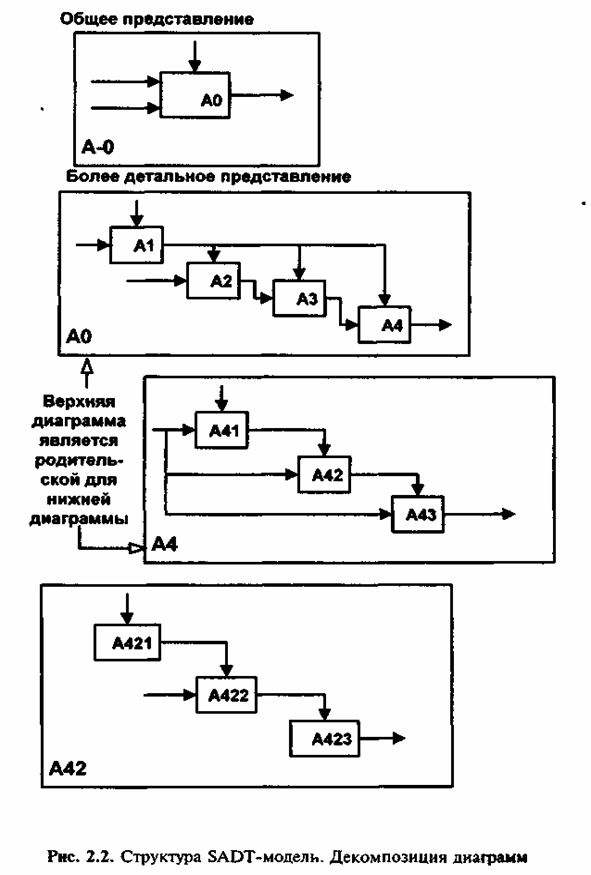 Общее представление
A0
A-0
Более детальное представление
A1
A2
A3
A4
A0
Верхняя
диаграмма
является
родитель-
ской для
нижней
диаграммы
A41
A42
A43
A4
A421
A422
A423
A42
Рис. 2.2. Структура SADT-модели. Декомпозиция диаграмм